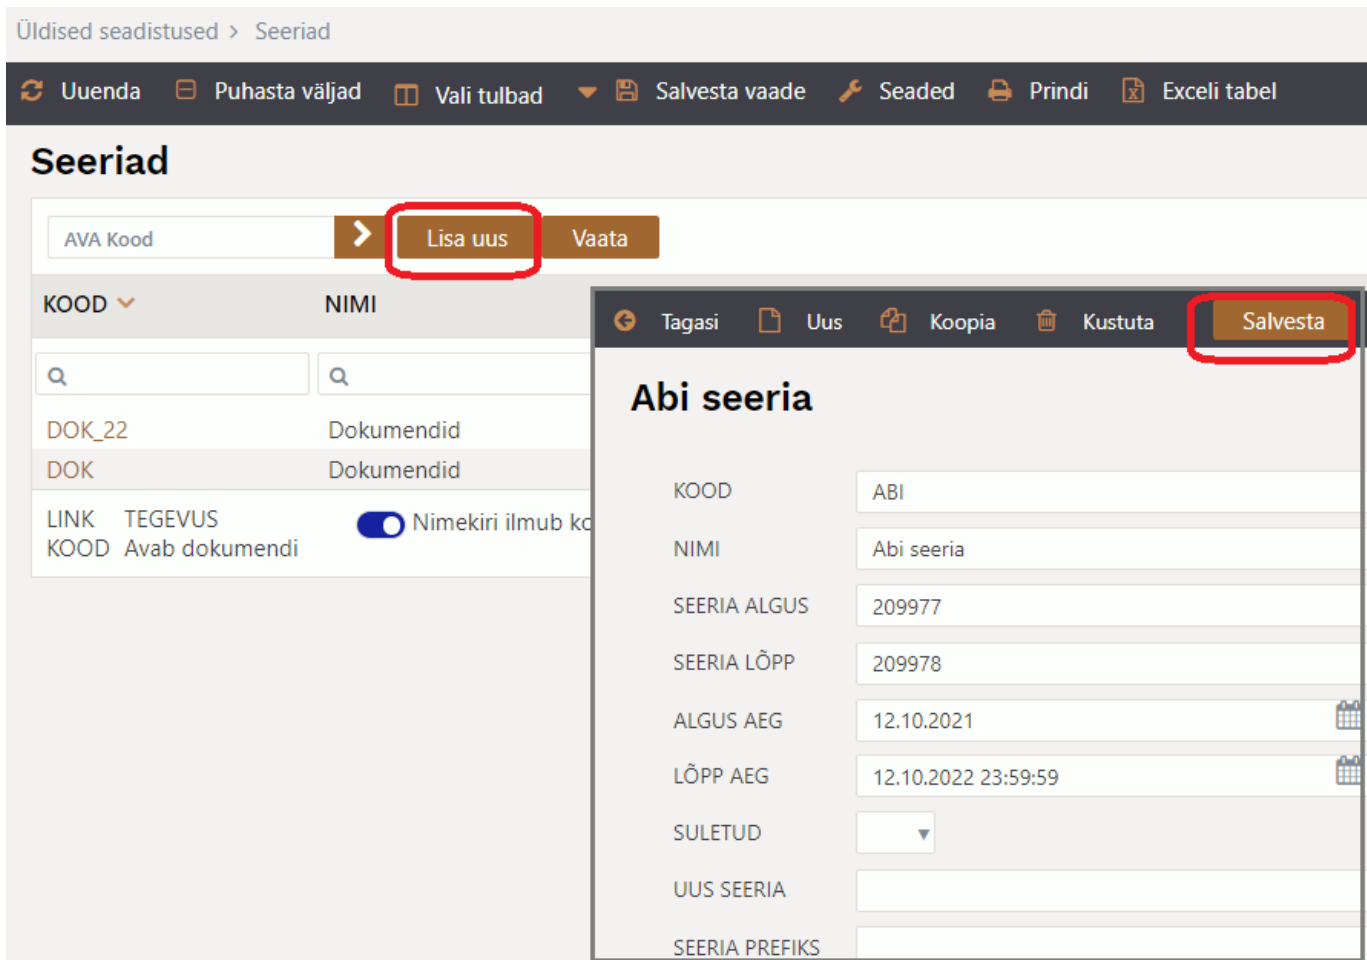 Üldised seadistused > Seeriad
Uuenda Puhasta väljad Vali tulbad Salvesta vaade Seaded Prindi Exceli tabel
Seeriad
AVA Kood Lisa uus Vaata
KOOD NIMI
DOK_22 Dokumendid
DOK Dokumendid
LINK TEGEVUS
KOOD Avab dokumendi
Nimekiri ilmub ko
Tagasi Uus Koopia Kustuta Salvesta
Abi seeria
KOOD ABI
NIMI Abi seeria
SEERIA ALGUS 209977
SEERIA LÕPP 209978
ALGUS AEG 12.10.2021
LÕPP AEG 12.10.2022 23:59:59
SULETUD
UUS SEERIA
SEERIA PREFIKS